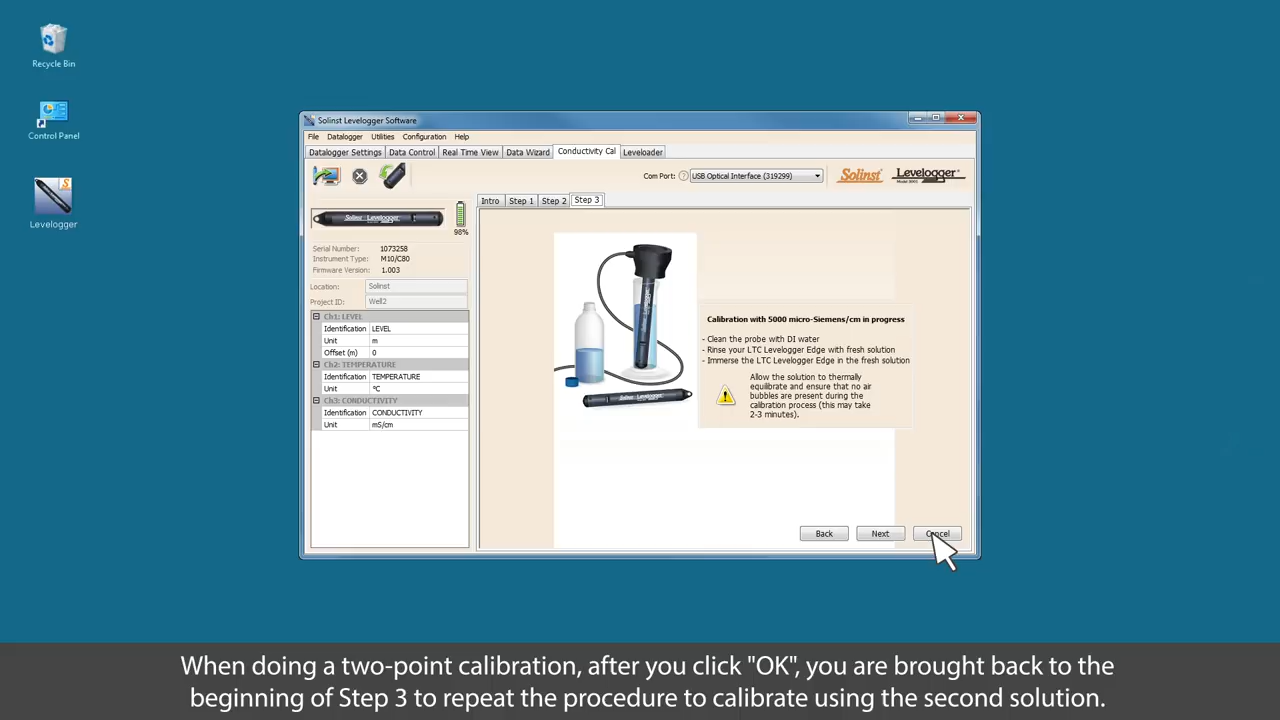 Recycle Bin
Control Panel
Levelogger
Solinst Levelogger Software
File Datalogger Utilities Configuration Help
Datalogger Settings Data Control Real Time View Data Wizard Conductivity Cal Leveloader
Com Port: ? USB Optical Interface (319299) Solinst Levelogger
Intro Step 1 Step 2 Step 3
Solinst Levelogger
98%
Serial Number: 1073258
Instrument Type: M10/C80
Firmware Version: 1.003
Location: Solinst
Project ID: Well2
Ch1: LEVEL
Identification LEVEL
Unit m
Offset (m) 0
Ch2: TEMPERATURE
Identification TEMPERATURE
Unit °C
Ch3: CONDUCTIVITY
Identification CONDUCTIVITY
Unit mS/cm
Solinst Levelogger
Calibration with 5000 micro-Siemens/cm in progress
- Clean the probe with DI water
- Rinse your LTC Levelogger Edge with fresh solution
- Immerse the LTC Levelogger Edge in the fresh solution
Allow the solution to thermally
equilibrate and ensure that no air
bubbles are present during the
calibration process (this may take
2-3 minutes).
Back Next Cancel
When doing a two-point calibration, after you click "OK", you are brought back to the
beginning of Step 3 to repeat the procedure to calibrate using the second solution.